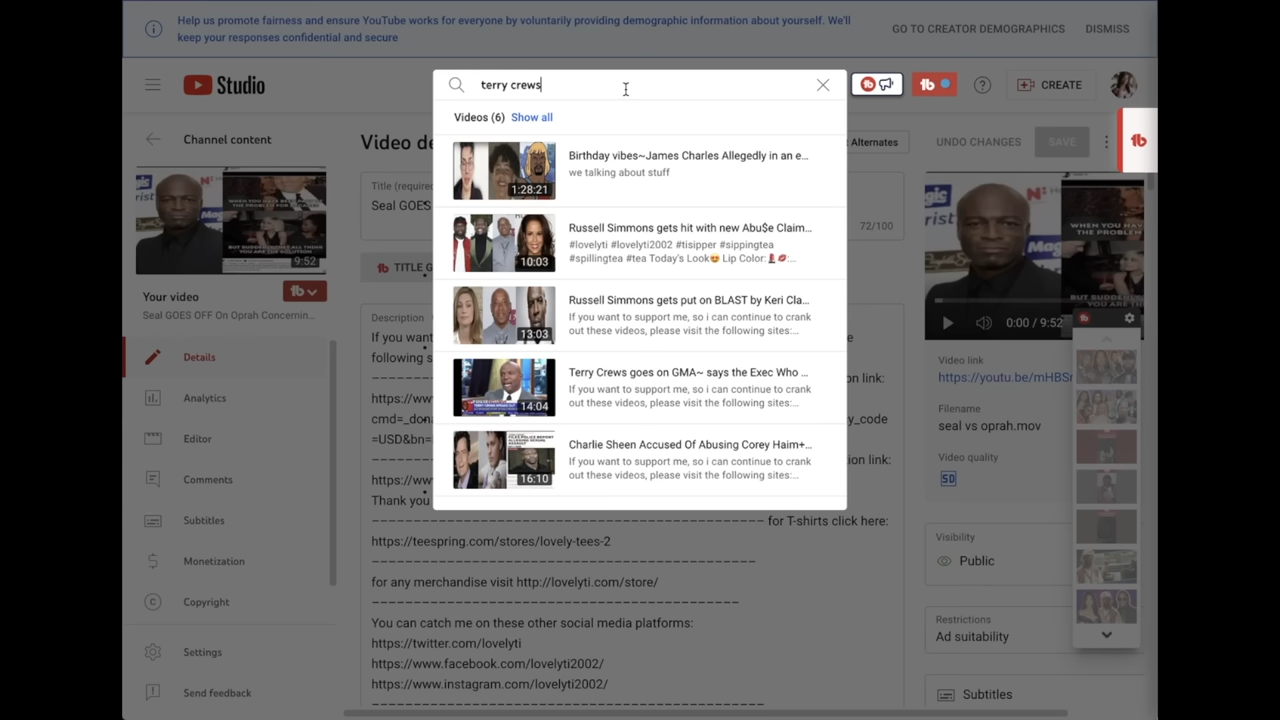 Help us promote fairness and ensure YouTube works for everyone by voluntarily providing demographic information about yourself. We'll
keep your responses confidential and secure
GO TO CREATOR DEMOGRAPHICS
DISMISS
Studio
terry crews
tb
tb
CREATE
Videos (6) Show all
Channel content
Video de
Alternates
UNDO CHANGES
SAVE
tb
Birthday vibes~James Charles Allegedly in an e...
we talking about stuff
1:28:21
Title (require
Seal GOES
72/100
9:52
Russell Simmons gets hit with new Abu$e Claim...
#lovelyti #lovelyti2002 #tisipper #sippingtea
#spillingtea #tea Today's Look😍 Lip Color:💄💋:...
10:03
tb TITLE G
Your video
tb
Seal GOES OFF On Oprah Concernin...
Russell Simmons gets put on BLAST by Keri Cla...
If you want to support me, so i can continue to crank
out these videos, please visit the following sites:...
13:03
Description
If you want
following s
0:00 / 9:52
Details
Analytics
Editor
Comments
Subtitles
Monetization
Copyright
Settings
Send feedback
Terry Crews goes on GMA~ says the Exec Who ...
If you want to support me, so i can continue to crank
out these videos, please visit the following sites:...
14:04
on link:
https://ww
cmd=_dona
y_code
=USD&bn=
Charlie Sheen Accused Of Abusing Corey Haim+...
If you want to support me, so i can continue to crank
out these videos, please visit the following sites:...
16:10
on link:
https://ww
Thank you
for T-shirts click here:
https://teespring.com/stores/lovely-tees-2
for any merchandise visit http://lovelyti.com/store/
You can catch me on these other social media platforms:
https://twitter.com/lovelyti
https://www.facebook.com/lovelyti2002/
https://www.instagram.com/lovelyti2002/
Video link
https://youtu.be/mHBS
Filename
seal vs oprah.mov
Video quality
SD
Visibility
Public
Restrictions
Ad suitability
Subtitles